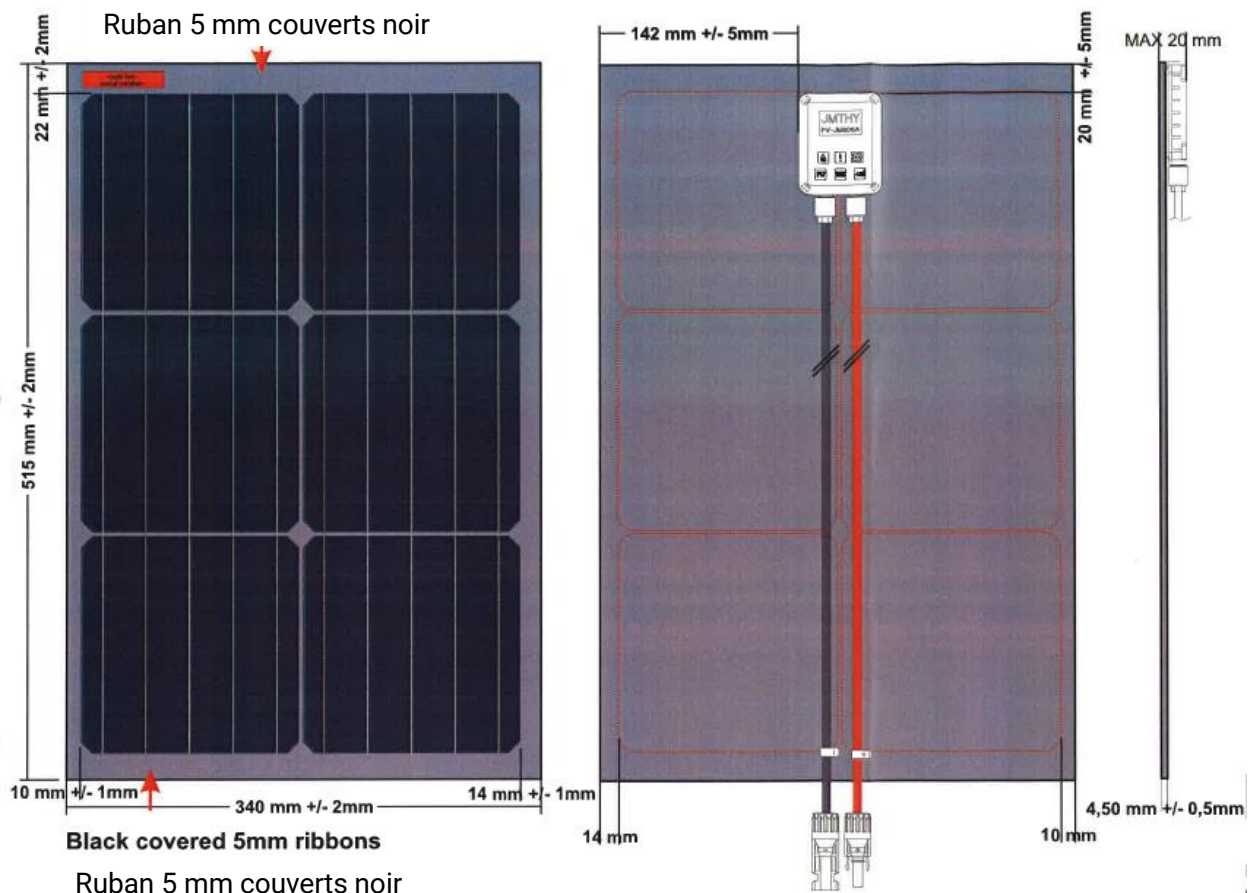 Ruban 5 mm couverts noir
22 mm +/- 2mm
515 mm +/- 2mm
10 mm +/- 1mm
340 mm +/- 2mm
14 mm +/- 1mm
Black covered 5mm ribbons
Ruban 5 mm couverts noir
142 mm +/- 5mm
20 mm +/- 5mm
JMTHY
14 mm
10 mm
MAX 20 mm
4,50 mm +/- 0,5mm